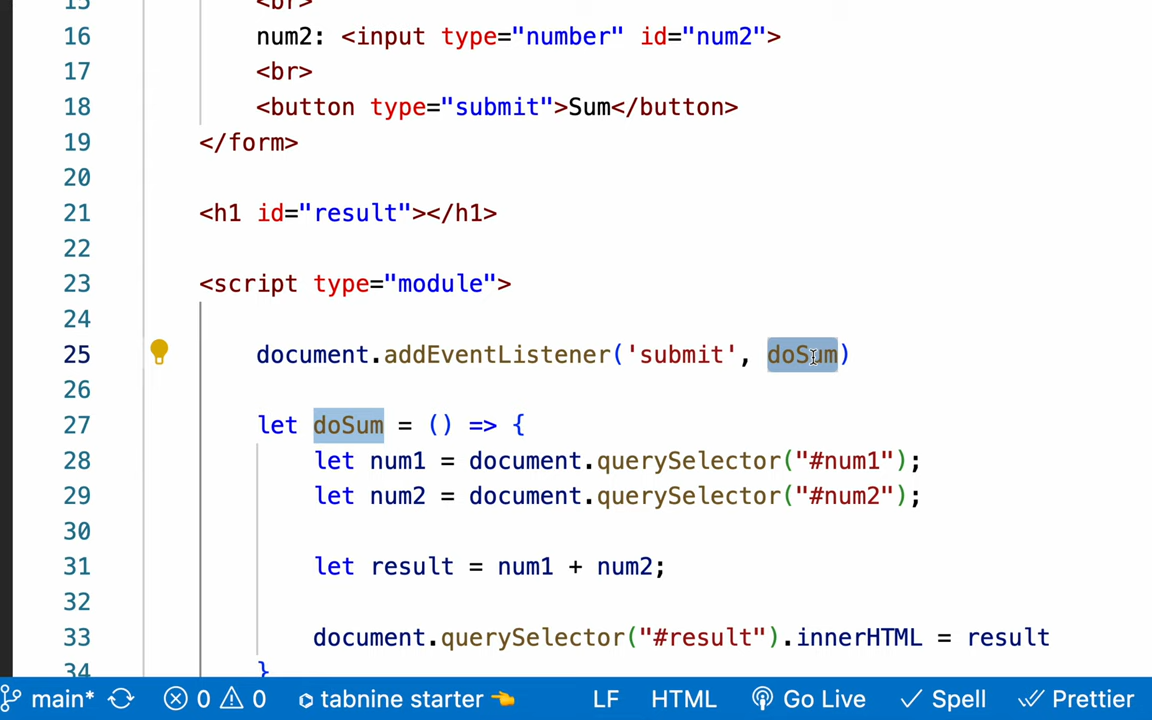 15 <br>
16 num2: <input type="number" id="num2">
17 <br>
18 <button type="submit">Sum</button>
19 </form>
20
21 <h1 id="result"></h1>
22
23 <script type="module">
24
25 document.addEventListener('submit', doSum)
26
27 let doSum = () => {
28 let num1 = document.querySelector("#num1");
29 let num2 = document.querySelector("#num2");
30
31 let result = num1 + num2;
32
33 document.querySelector("#result").innerHTML = result
34 }
main* 0 0 tabnine starter 👈 LF HTML Go Live Spell Prettier